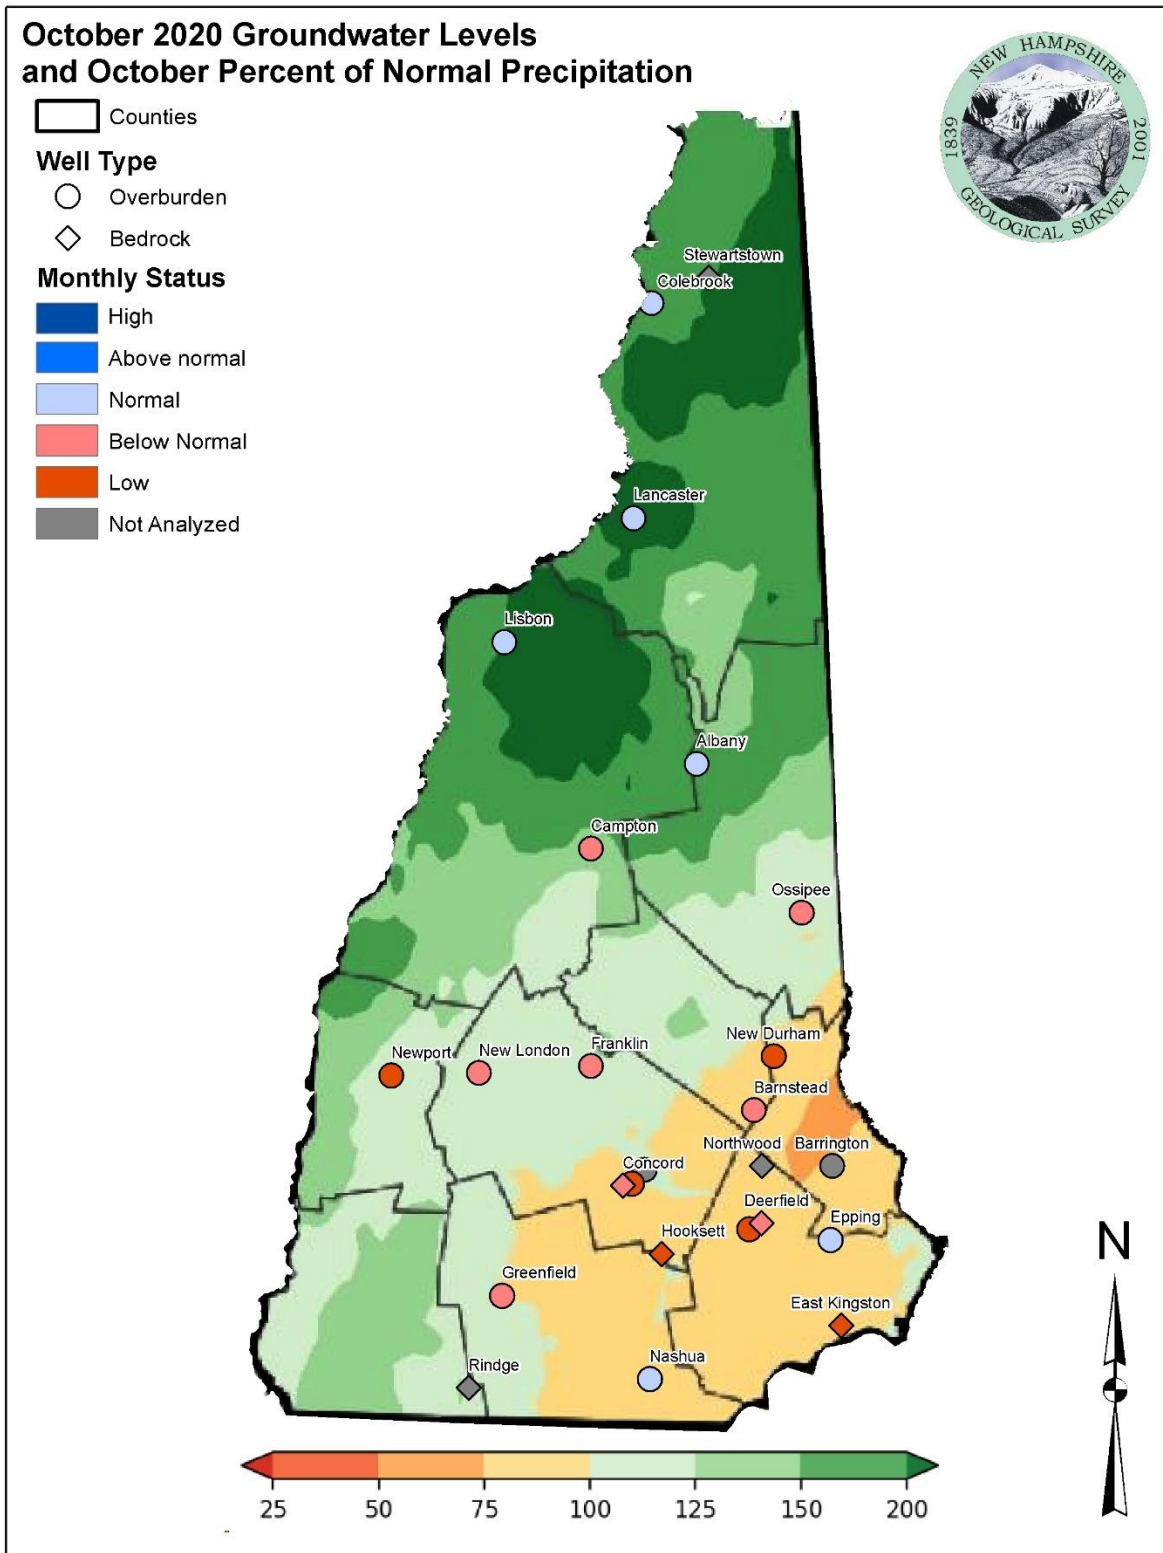 October 2020 Groundwater Levels
and October Percent of Normal Precipitation
Counties
Well Type
Overburden
Bedrock
Monthly Status
High
Above normal
Normal
Below Normal
Low
Not Analyzed
NEW HAMPSHIRE
1839
2001
GEOLOGICAL SURVEY
Stewartstown
Colebrook
Lancaster
Lisbon
Albany
Campton
Ossipee
New Durham
Newport
New London
Franklin
Barnstead
Northwood
Barrington
Concord
Deerfield
Epping
Hooksett
Greenfield
East Kingston
Nashua
Rindge
N
25 50 75 100 125 150 200